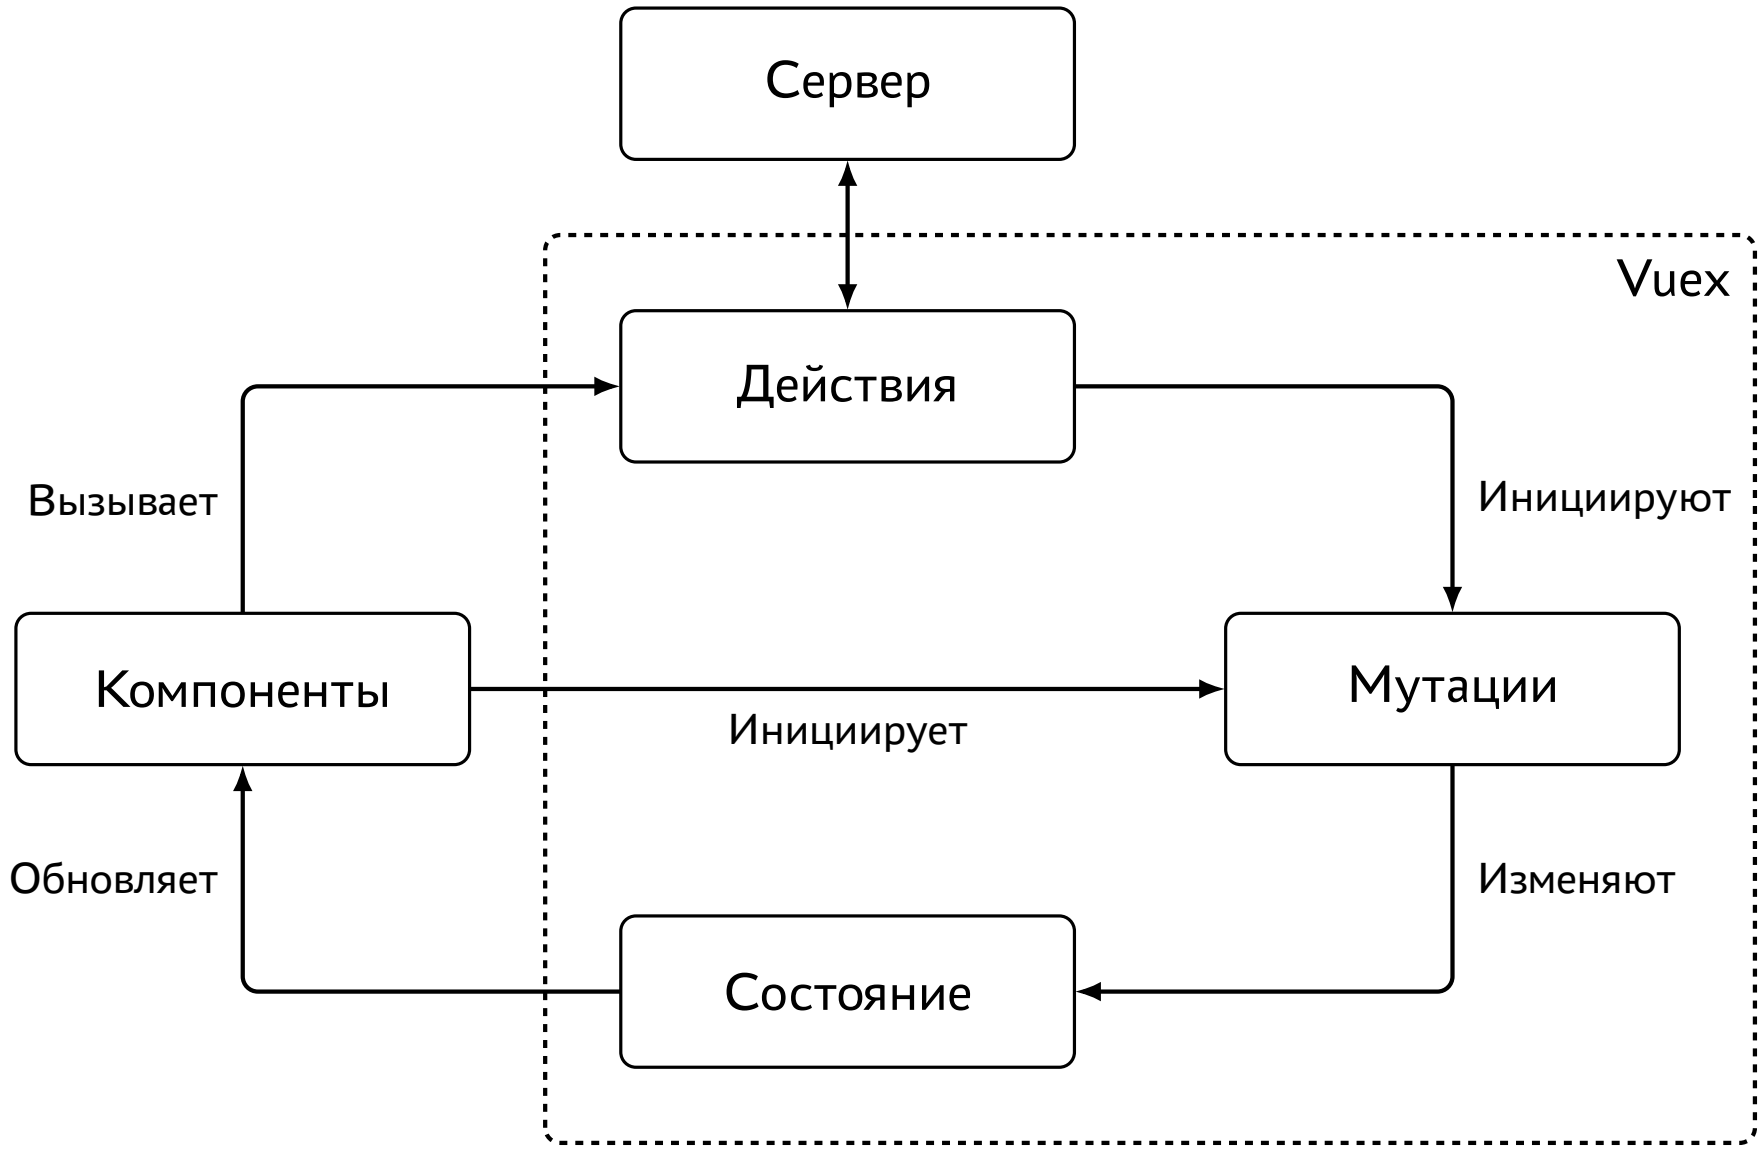 Сервер
Vuex
Действия
Вызывает
Инициируют
Компоненты
Мутации
Инициирует
Обновляет
Изменяют
Состояние